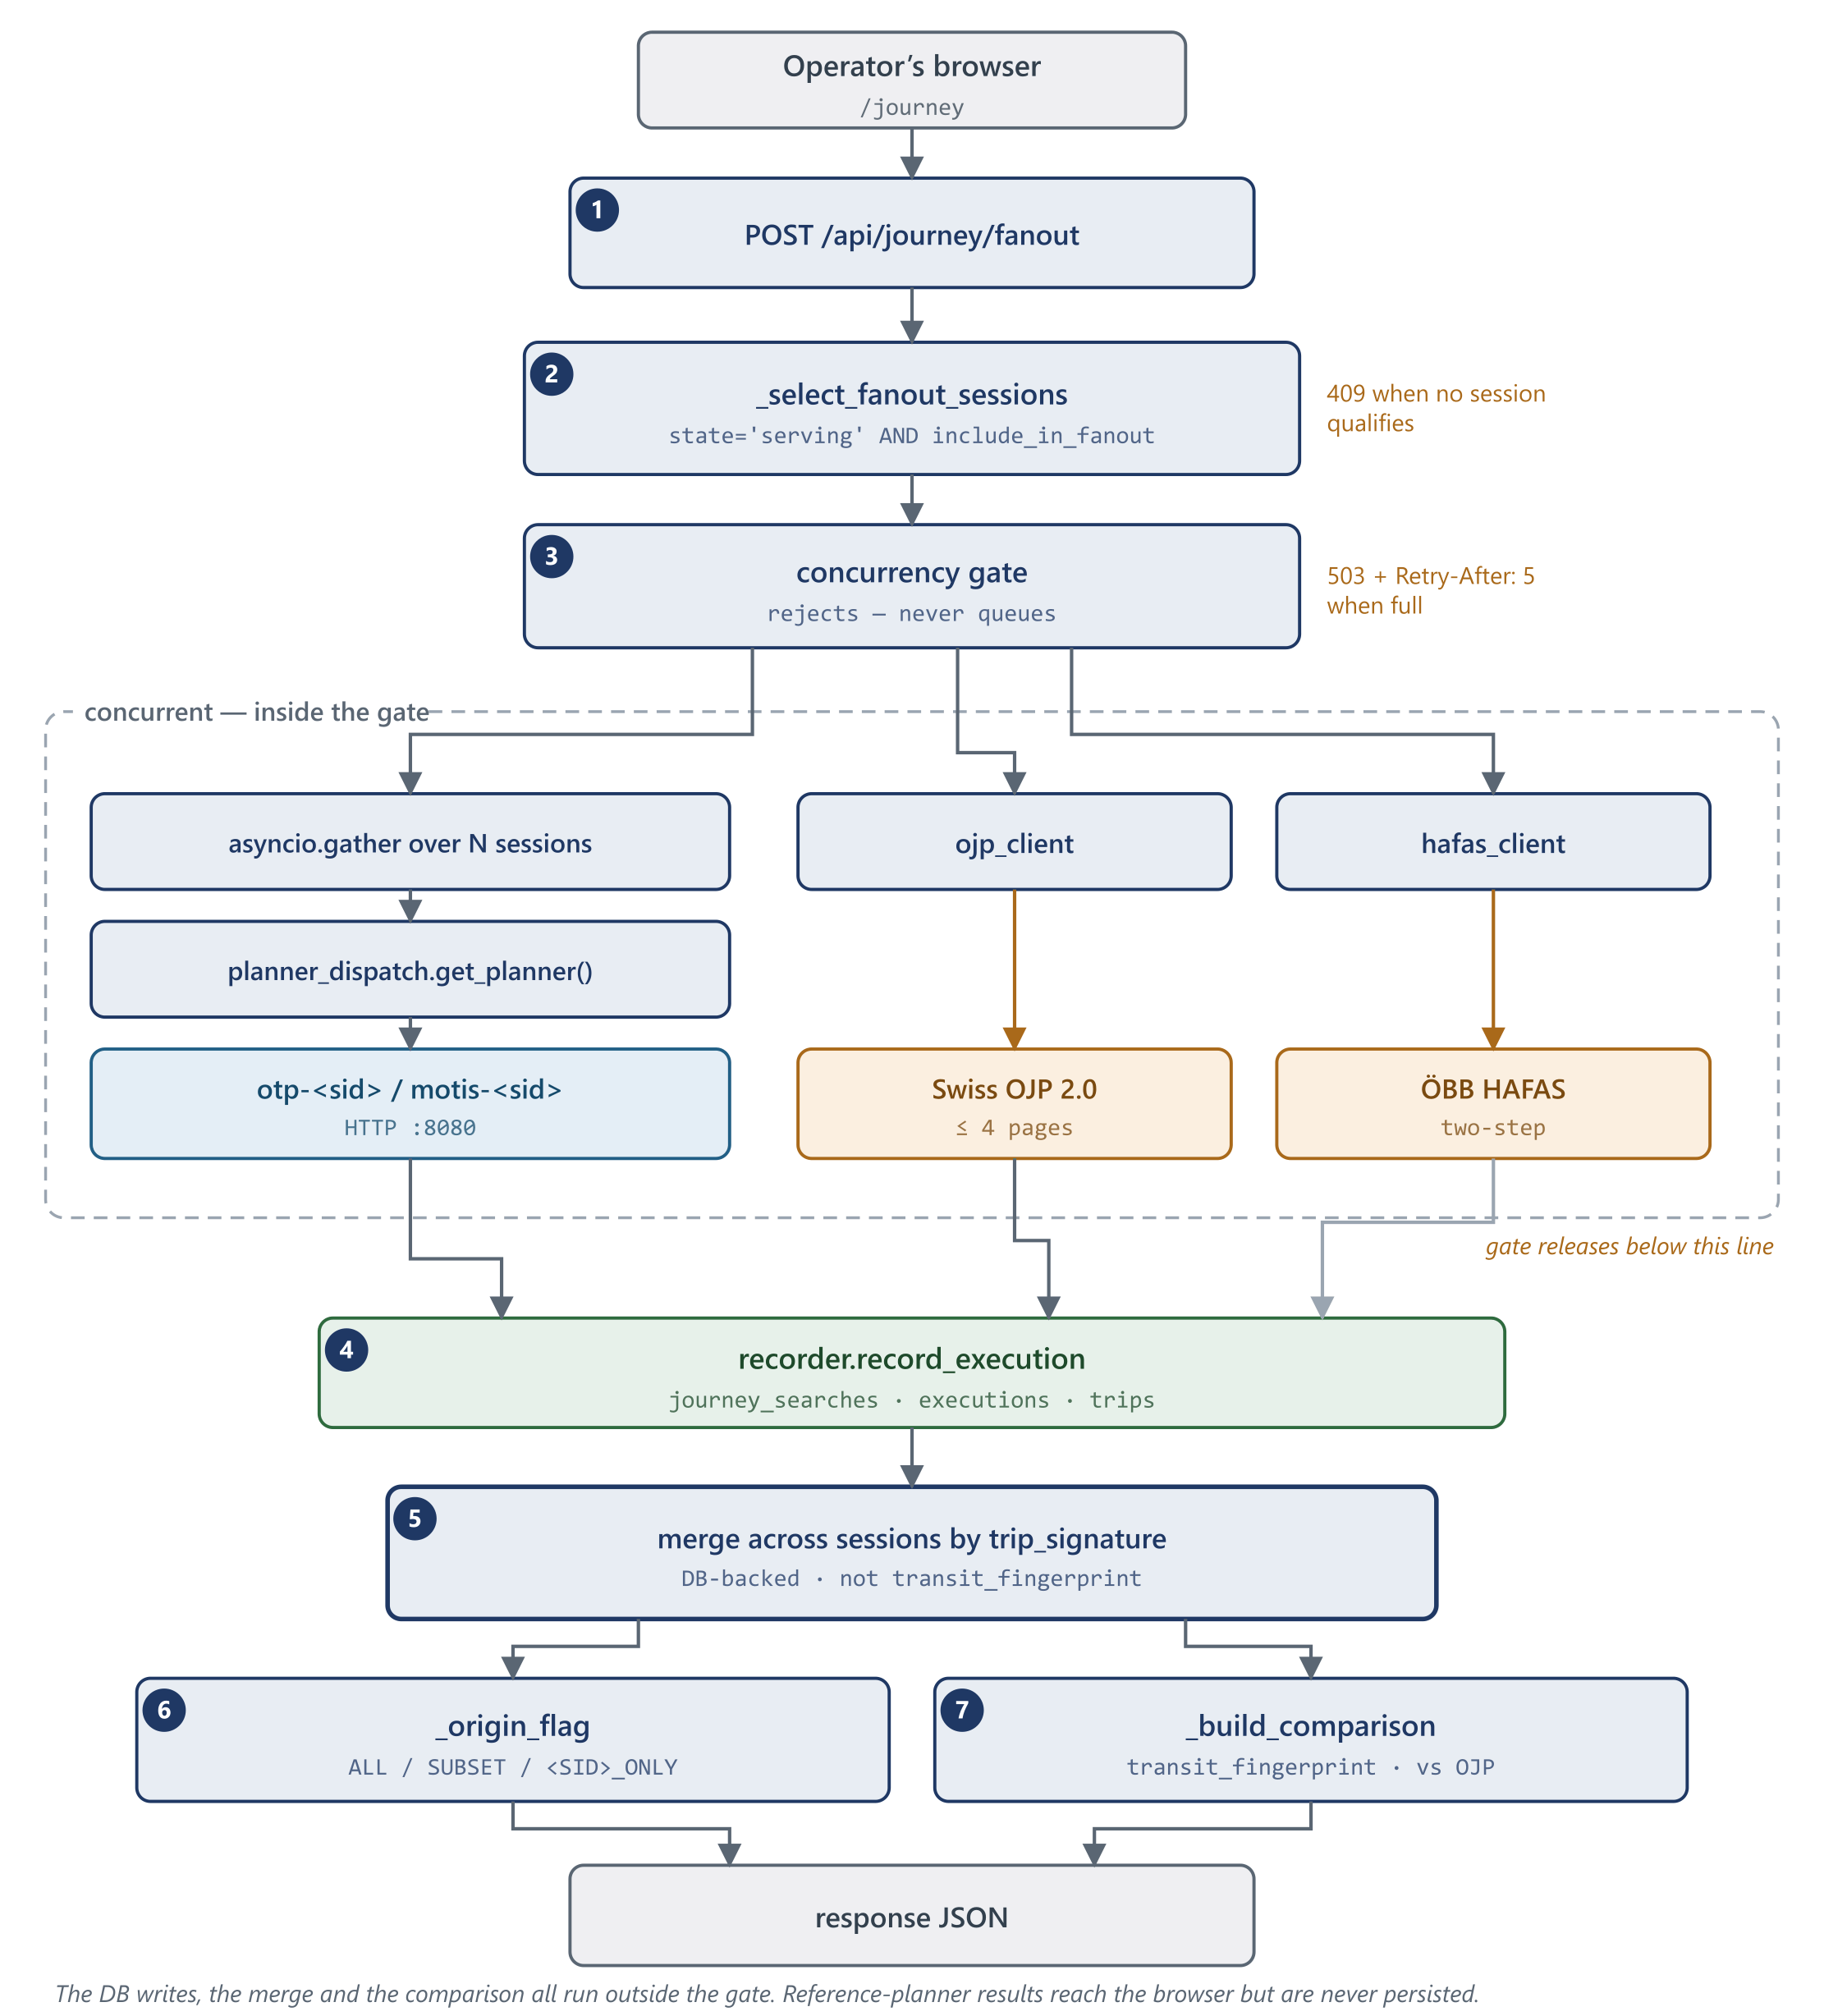 Operator’s browser
/journey
1
POST /api/journey/fanout
2
_select_fanout_sessions
state='serving' AND include_in_fanout
409 when no session
qualifies
3
concurrency gate
rejects — never queues
503 + Retry-After: 5
when full
concurrent — inside the gate
asyncio.gather over N sessions
ojp_client
hafas_client
planner_dispatch.get_planner()
otp-<sid> / motis-<sid>
HTTP :8080
Swiss OJP 2.0
≤ 4 pages
ÖBB HAFAS
two-step
gate releases below this line
4
recorder.record_execution
journey_searches · executions · trips
5
merge across sessions by trip_signature
DB-backed · not transit_fingerprint
6
_origin_flag
ALL / SUBSET / <SID>_ONLY
7
_build_comparison
transit_fingerprint · vs OJP
response JSON
The DB writes, the merge and the comparison all run outside the gate. Reference-planner results reach the browser but are never persisted.